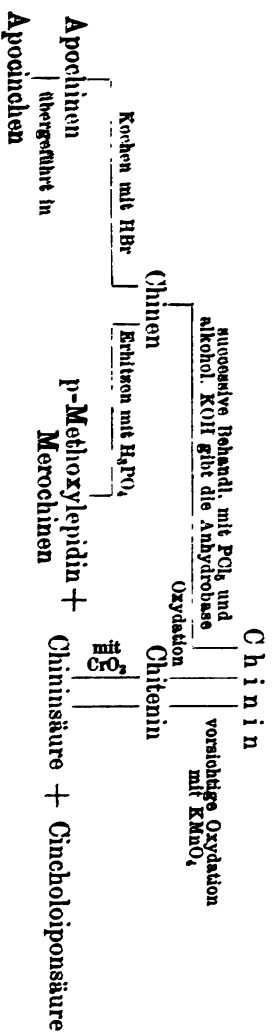 Chinin
successive Behandl. mit PCl₅ und
alkohol. KOH gibt die Anhydrobase
Oxydation
vorsichtige Oxydation
mit KMnO₄
Chinen
Chitenin
Kochen mit HBr
Erhitzen mit H₃PO₄
mit
CrO₃
Apochinen
p-Methoxylepidin +
Merochinen
Chininsäure + Cincholoiponsäure
übergeführt in
Apocinchen